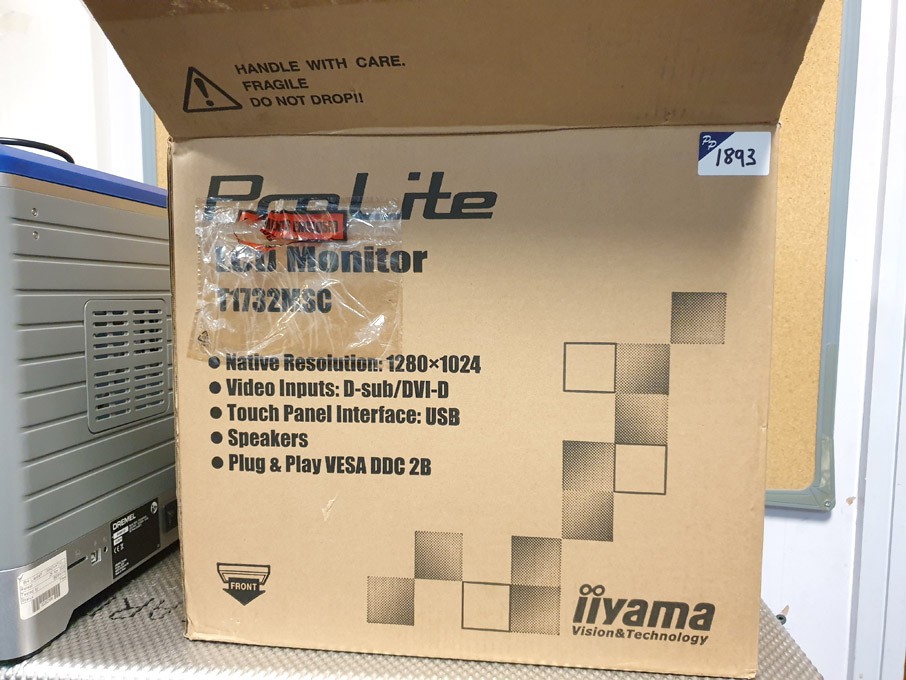 HANDLE WITH CARE.
FRAGILE
DO NOT DROP!!
PP
1893
ProLite
LCD Monitor
T1732MSC
● Native Resolution: 1280×1024
● Video Inputs: D-sub/DVI-D
● Touch Panel Interface: USB
● Speakers
● Plug & Play VESA DDC 2B
DREMEL
FRONT
iiyama
Vision&Technology